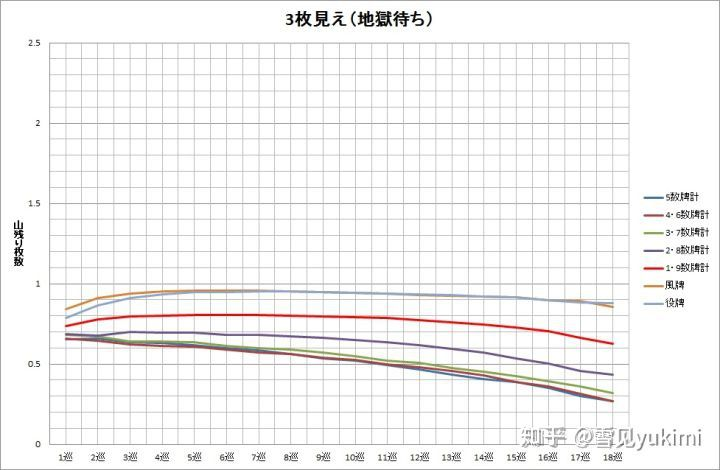 3枚見え(地獄待ち)
2.5
2
1.5
1
0.5
0
山残り枚数
1巡 2巡 3巡 4巡 5巡 6巡 7巡 8巡 9巡 10巡 11巡 12巡 13巡 14巡 15巡 16巡 17巡 18巡
5数牌計
4・6数牌計
3・7数牌計
2・8数牌計
1・9数牌計
風牌
役牌
知乎 @雪见yukimi